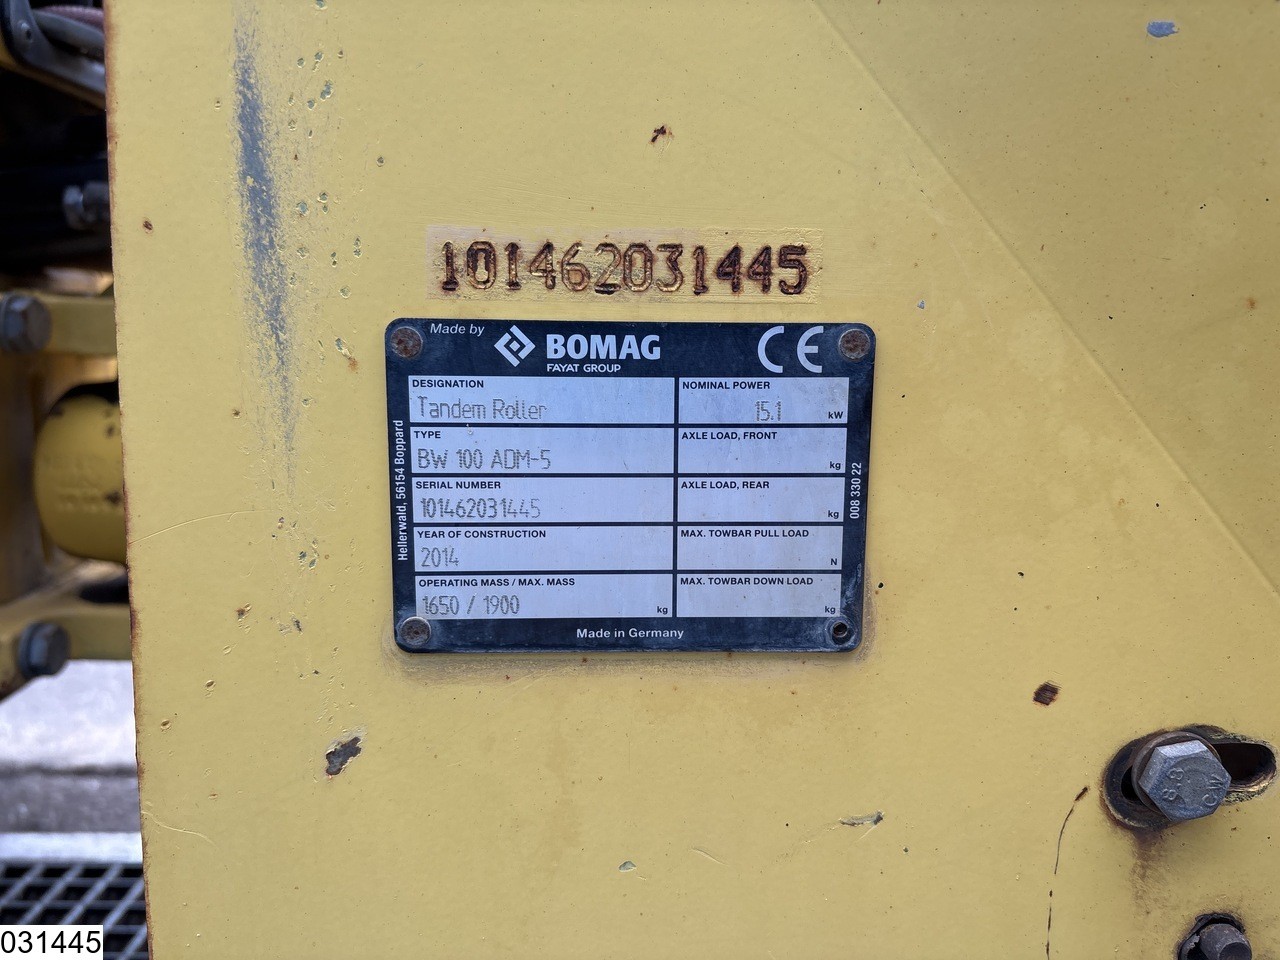 101462031445
Made by
BOMAG
FAYAT GROUP
CE
DESIGNATION
Tandem Roller
NOMINAL POWER
15.1 kW
TYPE
BW 100 ADM-5
AXLE LOAD, FRONT
kg
SERIAL NUMBER
101462031445
AXLE LOAD, REAR
kg
YEAR OF CONSTRUCTION
2014
MAX. TOWBAR PULL LOAD
N
OPERATING MASS / MAX. MASS
1650 / 1900 kg
MAX. TOWBAR DOWN LOAD
kg
Made in Germany
Hellerwald, 56154 Boppard
008 330 22
8.8
CW
031445